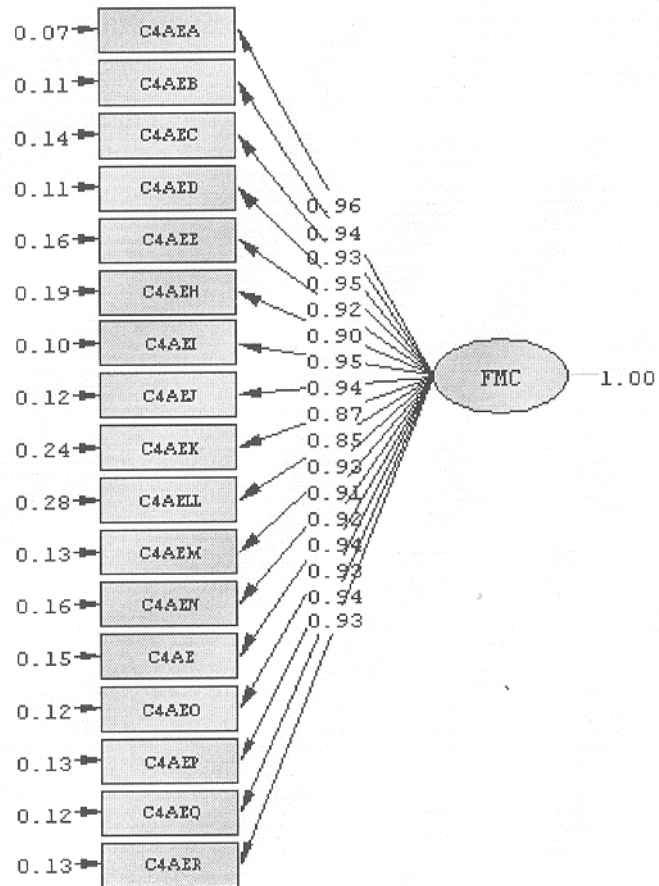 0.07 C4AEA
0.11 C4AEB
0.14 C4AEC
0.11 C4AED
0.96
0.16 C4AEE
0.94
0.93
0.19 C4AEH
0.95
0.92
0.10 C4AEI
0.90
0.95
FMC 1.00
0.12 C4AEJ
0.94
0.87
0.24 C4AEK
0.85
0.93
0.28 C4AELL
0.91
0.92
0.13 C4AEM
0.94
0.93
0.16 C4AEN
0.94
0.93
0.15 C4AE
0.12 C4AEO
0.13 C4AEP
0.12 C4AEQ
0.13 C4AER